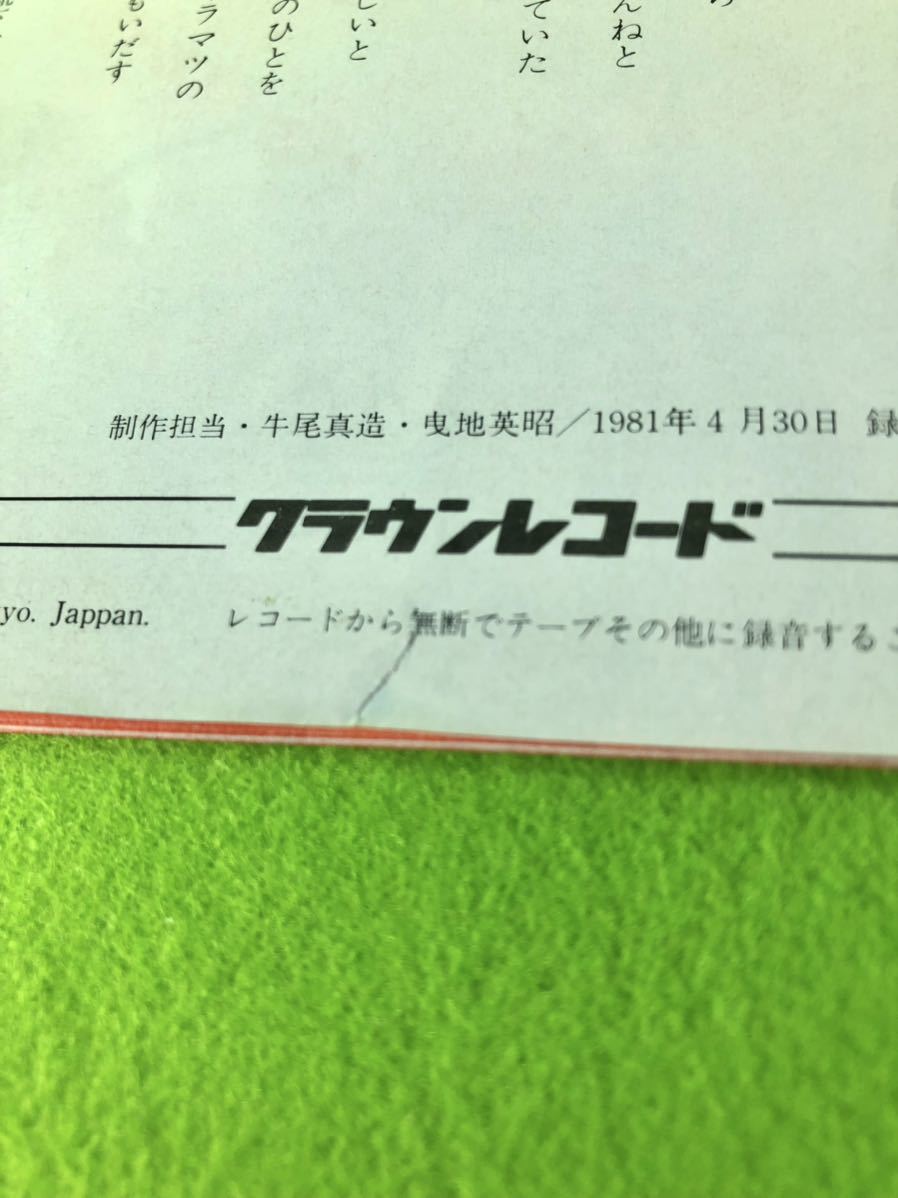 んねと
ていた
しいと
のひとを
ラマツの
もいだす
制作担当・牛尾真造・曳地英昭／1981年4月30日 録
クラウンレコード
yo. Jappan.
レコードから無断でテープその他に録音するこ